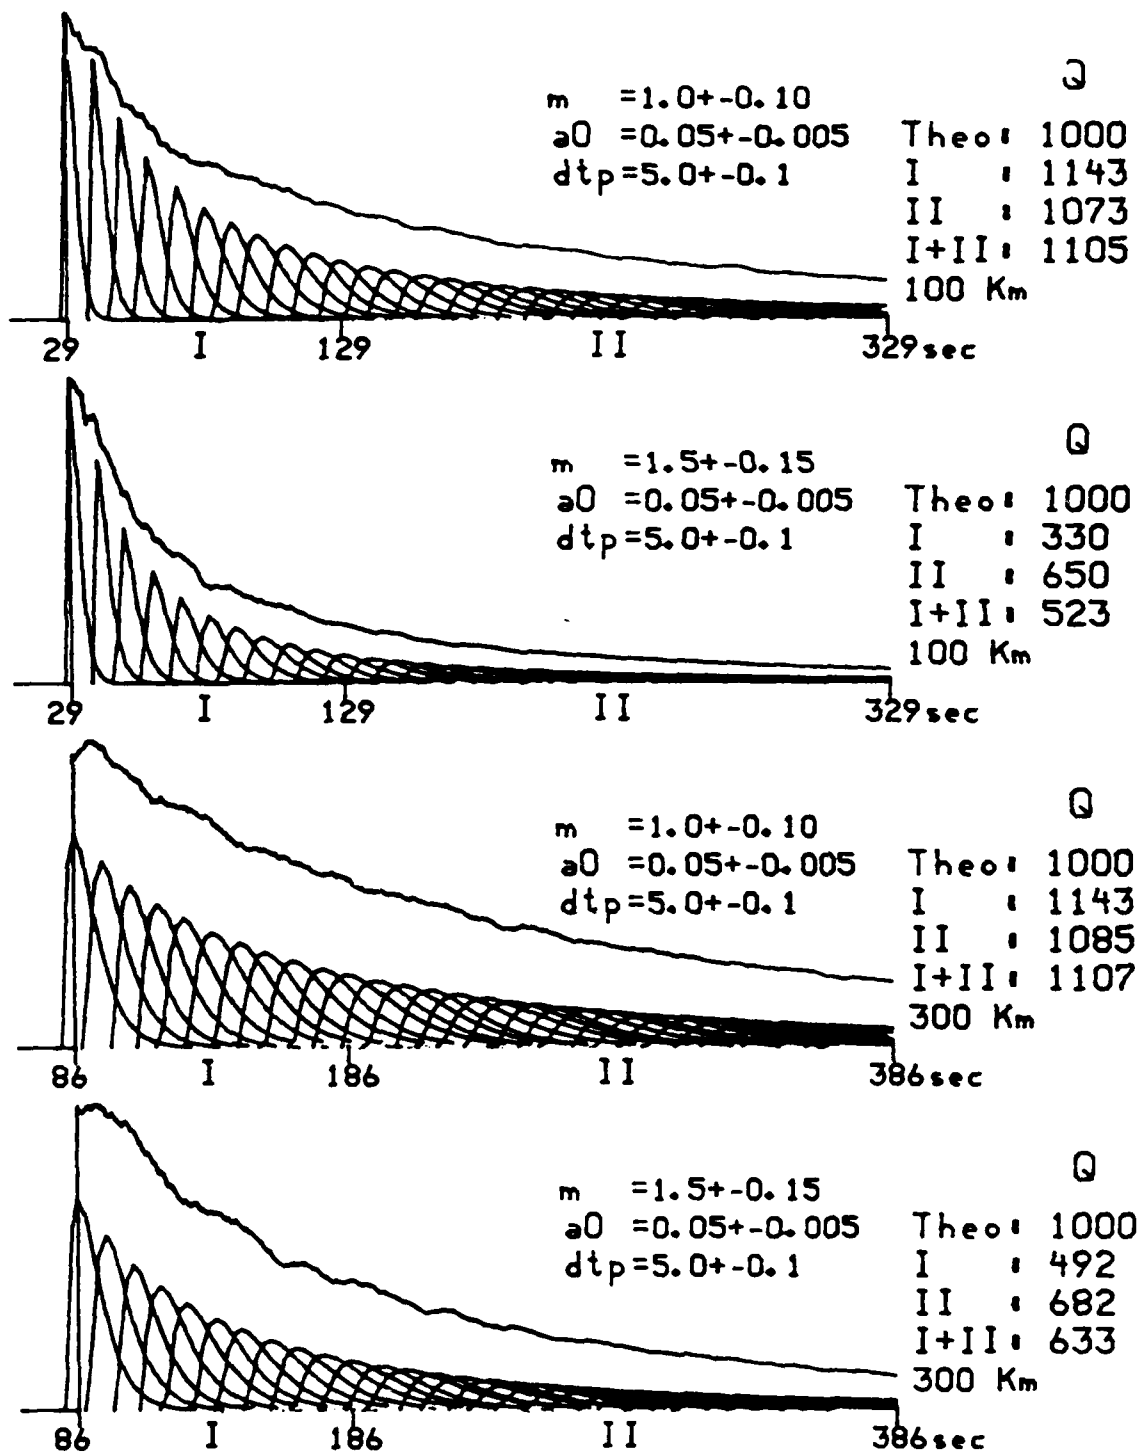 Q
m =1.0+-0.10
a0 =0.05+-0.005 Theo: 1000
dtp=5.0+-0.1 I : 1143
II : 1073
I+II: 1105
100 Km
29 I 129 II 329sec
Q
m =1.5+-0.15
a0 =0.05+-0.005 Theo: 1000
dtp=5.0+-0.1 I : 330
II : 650
I+II: 523
100 Km
29 I 129 II 329sec
Q
m =1.0+-0.10
a0 =0.05+-0.005 Theo: 1000
dtp=5.0+-0.1 I : 1143
II : 1085
I+II: 1107
300 Km
86 I 186 II 386sec
Q
m =1.5+-0.15
a0 =0.05+-0.005 Theo: 1000
dtp=5.0+-0.1 I : 492
II : 682
I+II: 633
300 Km
86 I 186 II 386sec